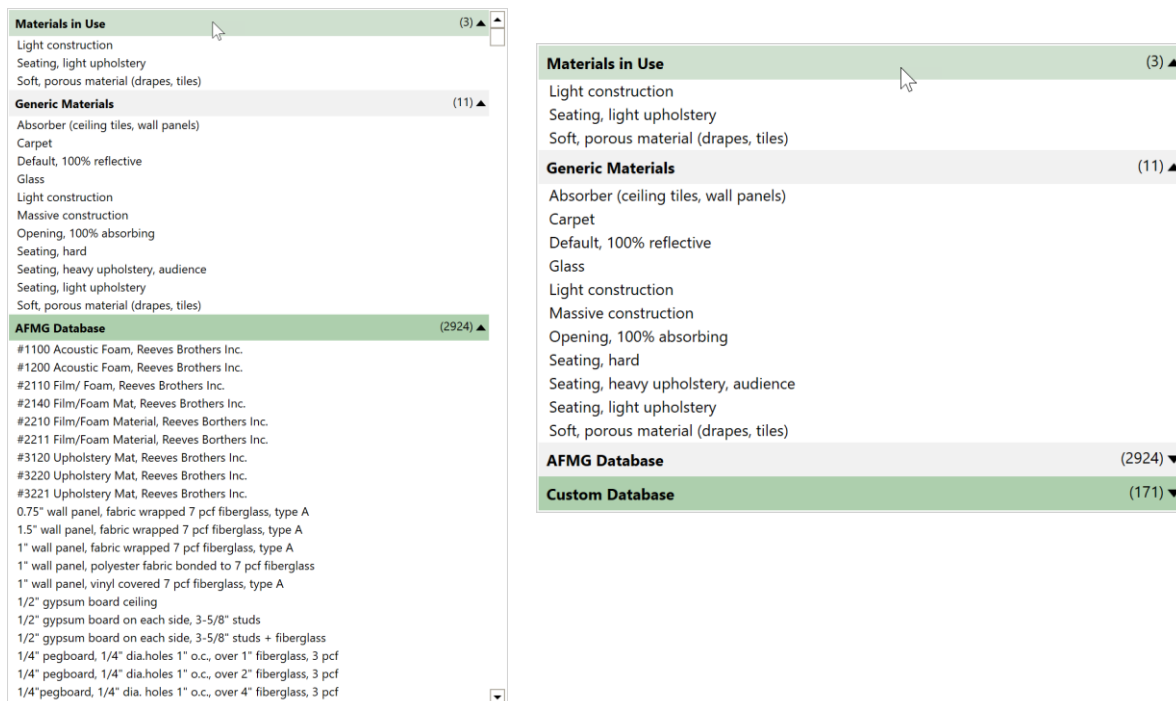 Materials in Use (3)
Light construction
Seating, light upholstery
Soft, porous material (drapes, tiles)
Generic Materials (11)
Absorber (ceiling tiles, wall panels)
Carpet
Default, 100% reflective
Glass
Light construction
Massive construction
Opening, 100% absorbing
Seating, hard
Seating, heavy upholstery, audience
Seating, light upholstery
Soft, porous material (drapes, tiles)
AFMG Database (2924)
#1100 Acoustic Foam, Reeves Brothers Inc.
#1200 Acoustic Foam, Reeves Brothers Inc.
#2110 Film/ Foam, Reeves Brothers Inc.
#2140 Film/Foam Mat, Reeves Brothers Inc.
#2210 Film/Foam Material, Reeves Borthers Inc.
#2211 Film/Foam Material, Reeves Borthers Inc.
#3120 Upholstery Mat, Reeves Brothers Inc.
#3220 Upholstery Mat, Reeves Brothers Inc.
#3221 Upholstery Mat, Reeves Brothers Inc.
0.75" wall panel, fabric wrapped 7 pcf fiberglass, type A
1.5" wall panel, fabric wrapped 7 pcf fiberglass, type A
1" wall panel, fabric wrapped 7 pcf fiberglass, type A
1" wall panel, polyester fabric bonded to 7 pcf fiberglass
1" wall panel, vinyl covered 7 pcf fiberglass, type A
1/2" gypsum board ceiling
1/2" gypsum board on each side, 3-5/8" studs
1/2" gypsum board on each side, 3-5/8" studs + fiberglass
1/4" pegboard, 1/4" dia.holes 1" o.c., over 1" fiberglass, 3 pcf
1/4" pegboard, 1/4" dia.holes 1" o.c., over 2" fiberglass, 3 pcf
1/4"pegboard, 1/4" dia. holes 1" o.c., over 4" fiberglass, 3 pcf
Materials in Use (3)
Light construction
Seating, light upholstery
Soft, porous material (drapes, tiles)
Generic Materials (11)
Absorber (ceiling tiles, wall panels)
Carpet
Default, 100% reflective
Glass
Light construction
Massive construction
Opening, 100% absorbing
Seating, hard
Seating, heavy upholstery, audience
Seating, light upholstery
Soft, porous material (drapes, tiles)
AFMG Database (2924)
Custom Database (171)